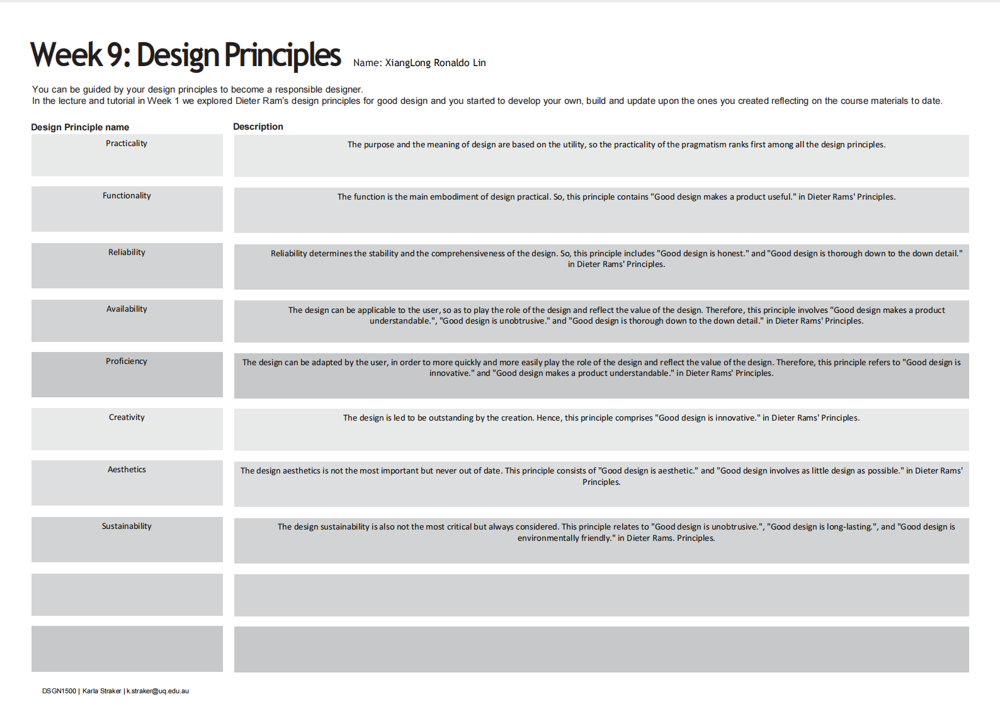 Week 9: Design Principles Name: XiangLong Ronaldo Lin
You can be guided by your design principles to become a responsible designer.
In the lecture and tutorial in Week 1 we explored Dieter Ram's design principles for good design and you started to develop your own, build and update upon the ones you created reflecting on the course materials to date.
Design Principle name Description
Practicality
The purpose and the meaning of design are based on the utility, so the practicality of the pragmatism ranks first among all the design principles.
Functionality
The function is the main embodiment of design practical. So, this principle contains "Good design makes a product useful." in Dieter Rams' Principles.
Reliability
Reliability determines the stability and the comprehensiveness of the design. So, this principle includes "Good design is honest." and "Good design is thorough down to the down detail."
in Dieter Rams' Principles.
Availability
The design can be applicable to the user, so as to play the role of the design and reflect the value of the design. Therefore, this principle involves "Good design makes a product
understandable.", "Good design is unobtrusive." and "Good design is thorough down to the down detail." in Dieter Rams' Principles.
Proficiency
The design can be adapted by the user, in order to more quickly and more easily play the role of the design and reflect the value of the design. Therefore, this principle refers to "Good design is
innovative." and "Good design makes a product understandable." in Dieter Rams' Principles.
Creativity
The design is led to be outstanding by the creation. Hence, this principle comprises "Good design is innovative." in Dieter Rams' Principles.
Aesthetics
The design aesthetics is not the most important but never out of date. This principle consists of "Good design is aesthetic." and "Good design involves as little design as possible." in Dieter Rams'
Principles.
Sustainability
The design sustainability is also not the most critical but always considered. This principle relates to "Good design is unobtrusive.", "Good design is long-lasting.", and "Good design is
environmentally friendly." in Dieter Rams. Principles.
DSGN1500 | Karla Straker | k.straker@uq.edu.au